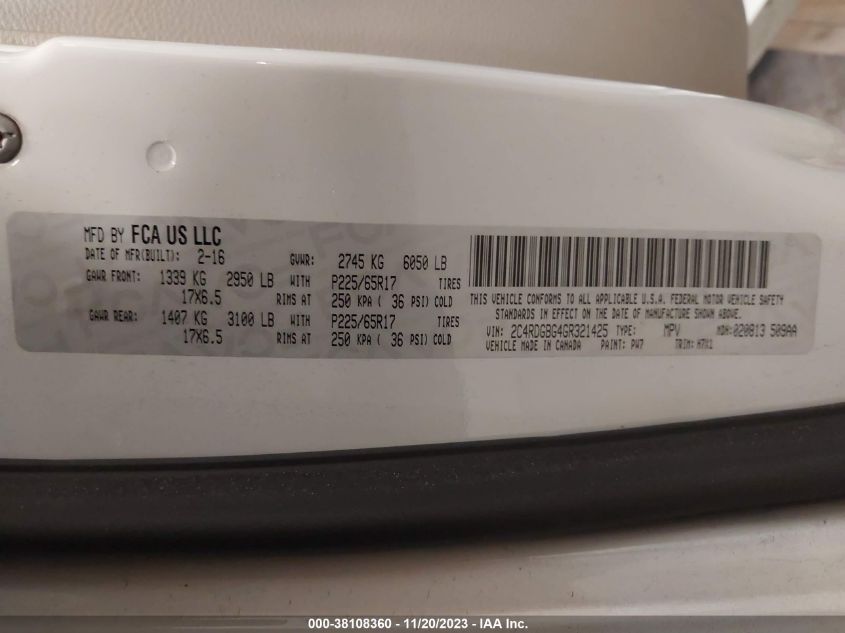 MFD BY FCA US LLC
DATE OF MFR(BUILT): 2-16 GVWR: 2745 KG 6050 LB
GAWR FRONT: 1339 KG 2950 LB WITH P225/65R17 TIRES
17X6.5 RIMS AT 250 KPA ( 36 PSI) COLD
GAWR REAR: 1407 KG 3100 LB WITH P225/65R17 TIRES
17X6.5 RIMS AT 250 KPA ( 36 PSI) COLD
THIS VEHICLE CONFORMS TO ALL APPLICABLE U.S.A. FEDERAL MOTOR VEHICLE SAFETY
STANDARDS IN EFFECT ON THE DATE OF MANUFACTURE SHOWN ABOVE.
VIN: 2C4RDGBG4GR321425 TYPE: MPV MDH: 020813 509AA
VEHICLE MADE IN CANADA PAINT: PW7 TRIM:
000-38108360 - 11/20/2023 - IAA Inc.